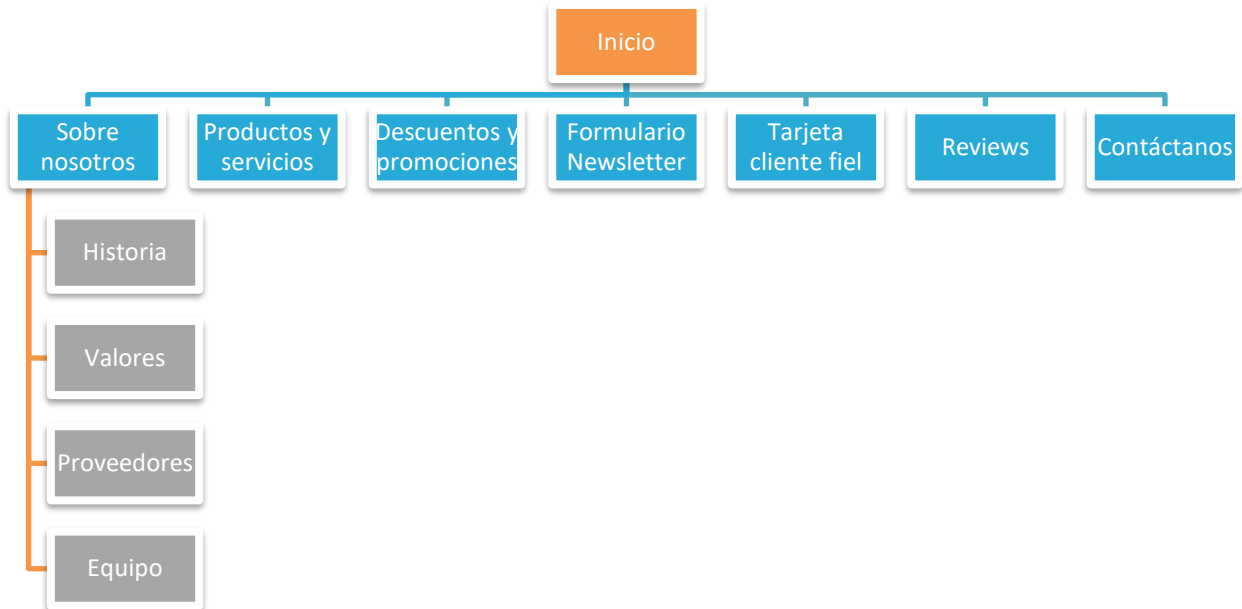 Inicio
Sobre
nosotros
Productos y
servicios
Descuentos y
promociones
Formulario
Newsletter
Tarjeta
cliente fiel
Reviews
Contáctanos
Historia
Valores
Proveedores
Equipo